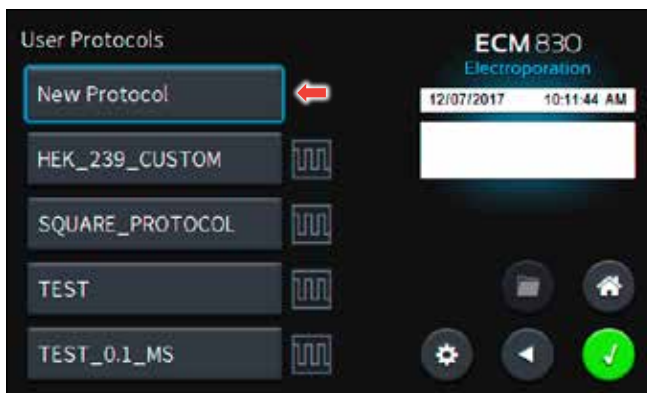 User Protocols
New Protocol
HEK_239_CUSTOM
SQUARE_PROTOCOL
TEST
TEST_0.1_MS
ECM 830
Electroporation
12/07/2017 10:11:44 AM